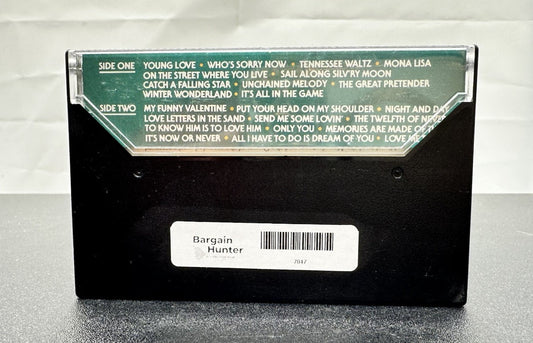 SIDE ONE YOUNG LOVE • WHO'S SORRY NOW • TENNESSEE WALTZ • MONA LISA
ON THE STREET WHERE YOU LIVE • SAIL ALONG SILV'RY MOON
CATCH A FALLING STAR • UNCHAINED MELODY • THE GREAT PRETENDER
WINTER WONDERLAND • IT'S ALL IN THE GAME
SIDE TWO MY FUNNY VALENTINE • PUT YOUR HEAD ON MY SHOULDER • NIGHT AND DAY
LOVE LETTERS IN THE SAND • SEND ME SOME LOVIN' • THE TWELFTH OF NEVER
TO KNOW HIM IS TO LOVE HIM • ONLY YOU • MEMORIES ARE MADE OF
IT'S NOW OR NEVER • ALL I HAVE TO DO IS DREAM OF YOU • LOVE ME
Bargain
Hunter
7047